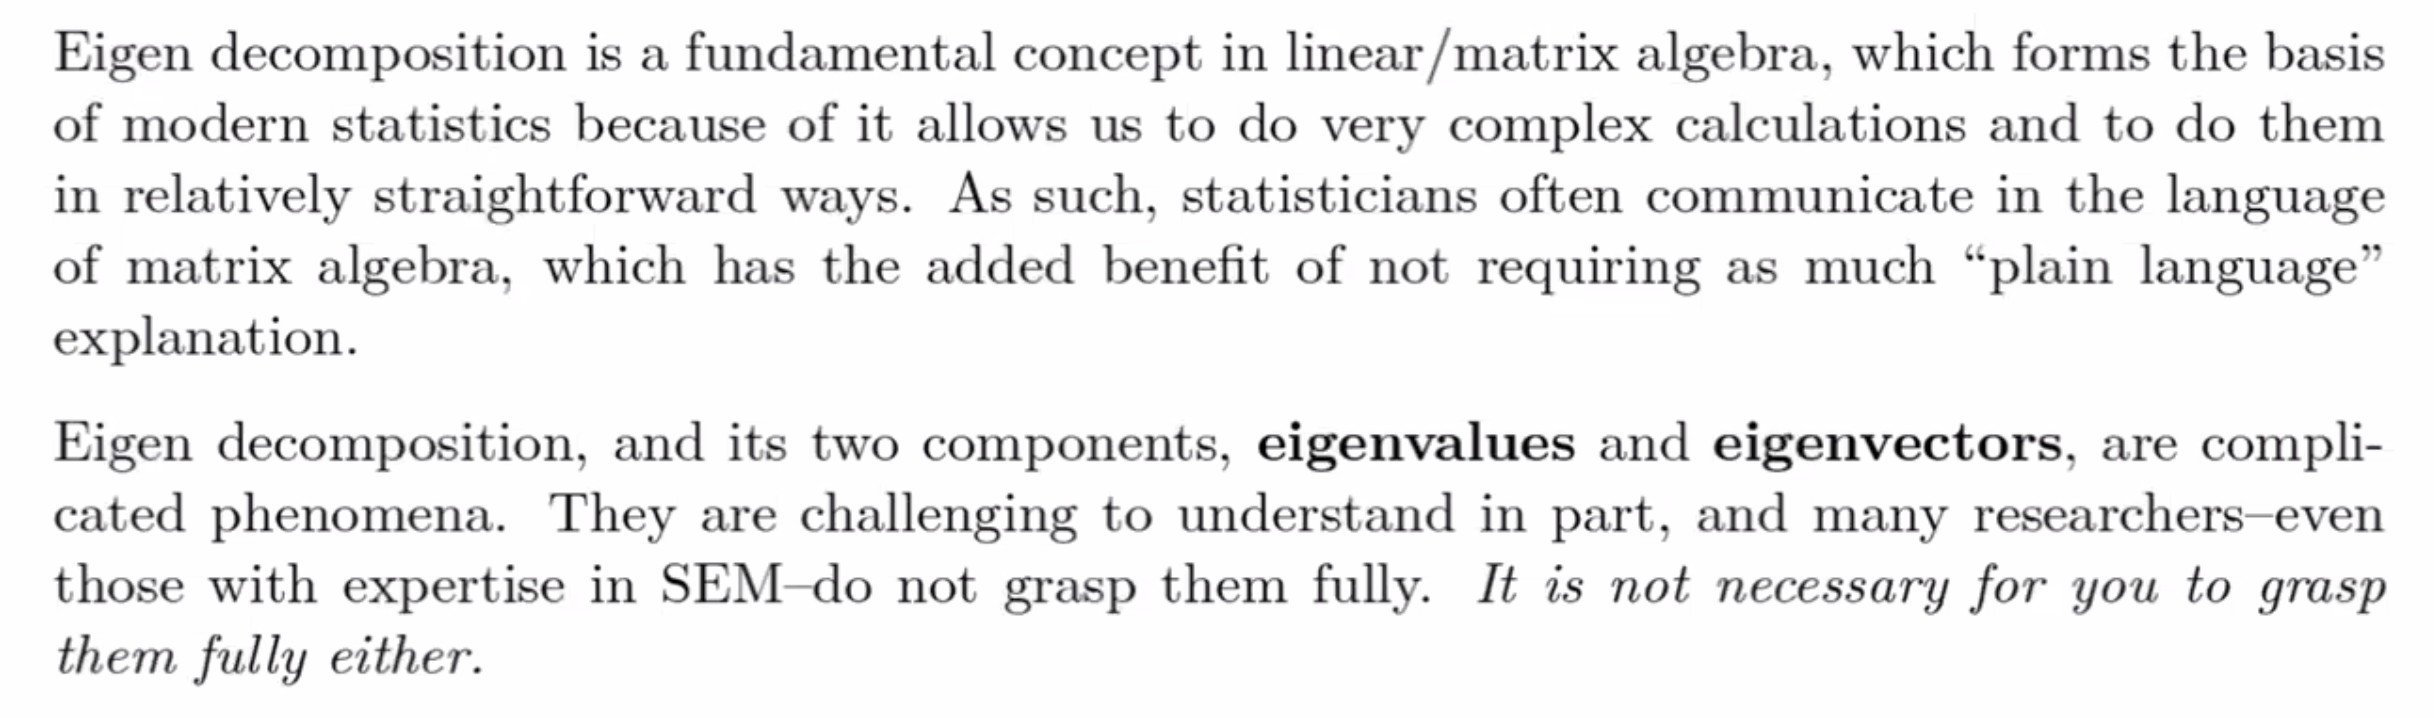 Eigen decomposition is a fundamental concept in linear/matrix algebra, which forms the basis
of modern statistics because of it allows us to do very complex calculations and to do them
in relatively straightforward ways. As such, statisticians often communicate in the language
of matrix algebra, which has the added benefit of not requiring as much “plain language”
explanation.
Eigen decomposition, and its two components, eigenvalues and eigenvectors, are compli-
cated phenomena. They are challenging to understand in part, and many researchers–even
those with expertise in SEM–do not grasp them fully. It is not necessary for you to grasp
them fully either.